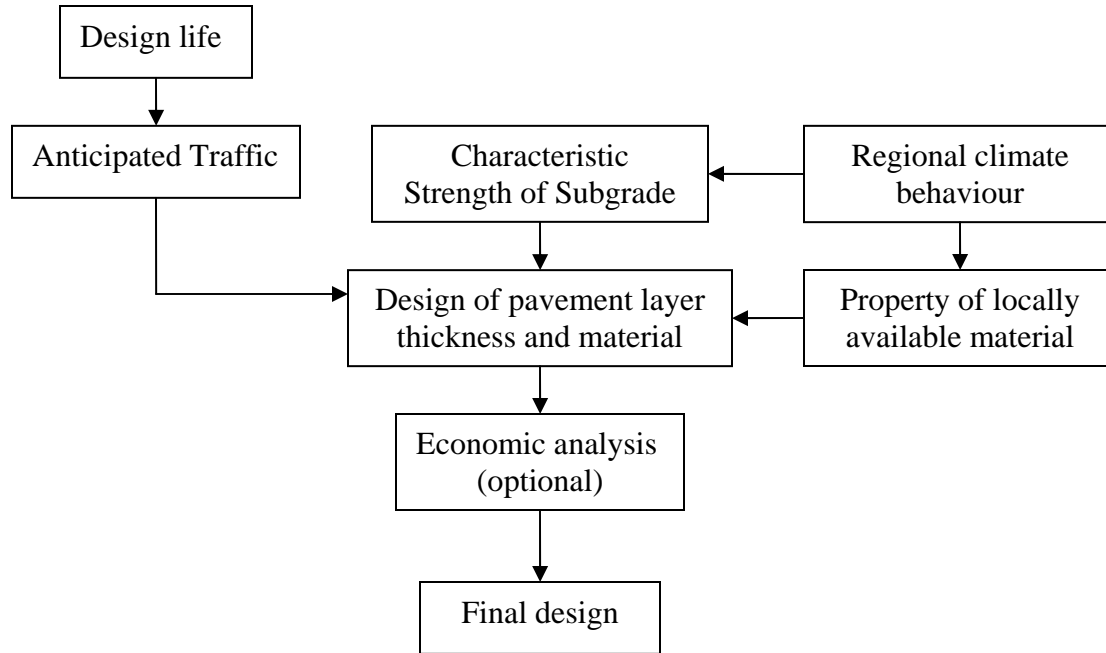 Design life
Anticipated Traffic
Characteristic
Strength of Subgrade
Regional climate
behaviour
Design of pavement layer
thickness and material
Property of locally
available material
Economic analysis
(optional)
Final design